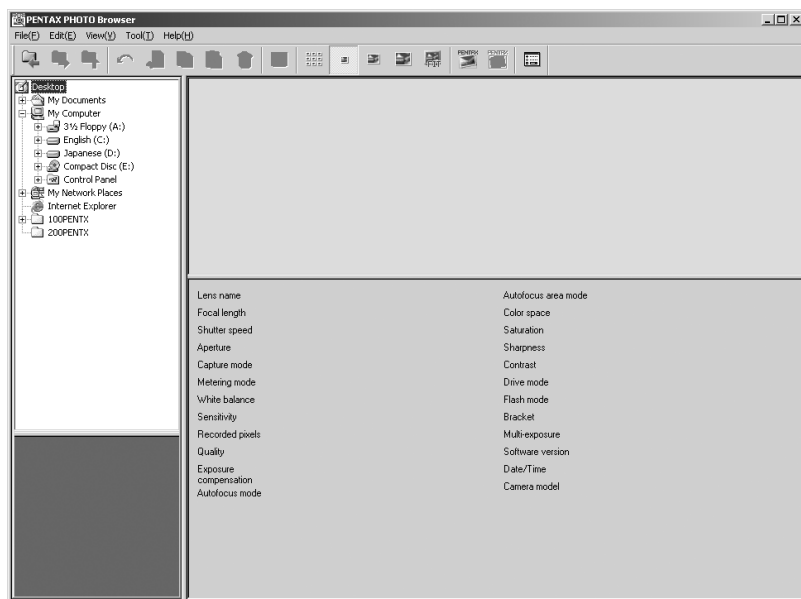 PENTAX PHOTO Browser
File(F) Edit(E) View(V) Tool(T) Help(H)
PENTAX PENTAX
Desktop
My Documents
My Computer
3½ Floppy (A:)
English (C:)
Japanese (D:)
Compact Disc (E:)
Control Panel
My Network Places
Internet Explorer
100PENTX
200PENTX
Lens name
Focal length
Shutter speed
Aperture
Capture mode
Metering mode
White balance
Sensitivity
Recorded pixels
Quality
Exposure
compensation
Autofocus mode
Autofocus area mode
Color space
Saturation
Sharpness
Contrast
Drive mode
Flash mode
Bracket
Multi-exposure
Software version
Date/Time
Camera model